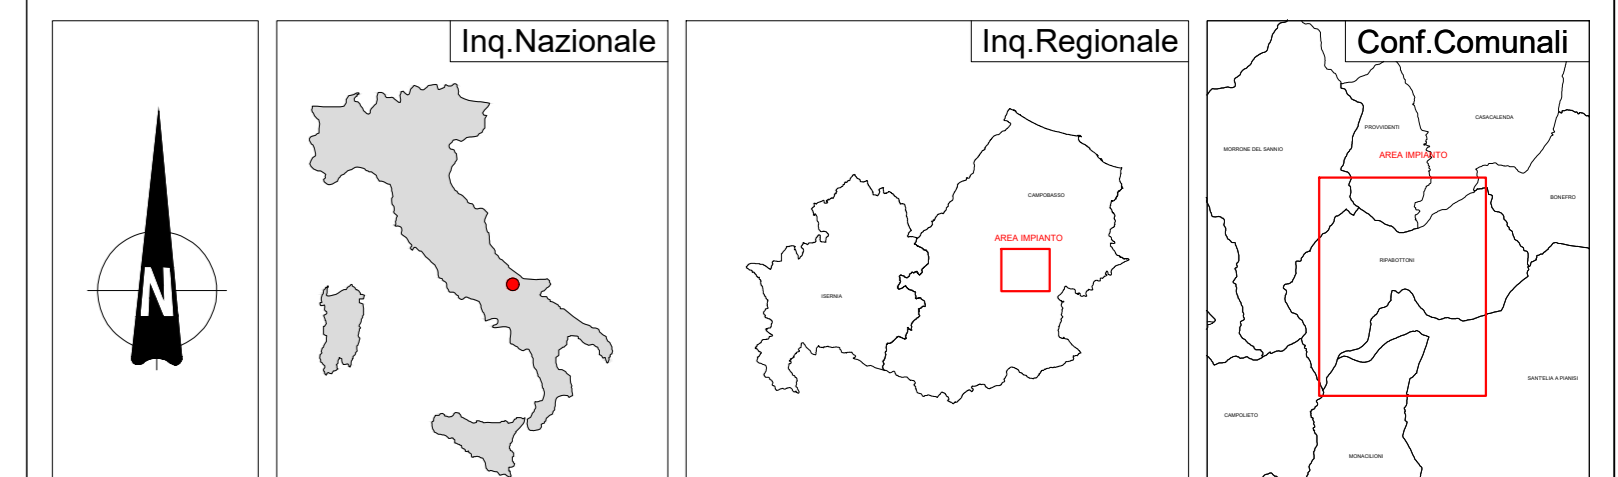 Inq.Nazionale
Inq.Regionale
Conf.Comunali
N
CAMPOBASSO
AREA IMPIANTO
ISERNIA
CASACALENDA
PROVVIDENTI
MORRONE DEL SANNIO
AREA IMPIANTO
BONEFRO
RIPABOTTONI
SANT'ELIA A PIANISI
CAMPOLIETO
MONACILIONI